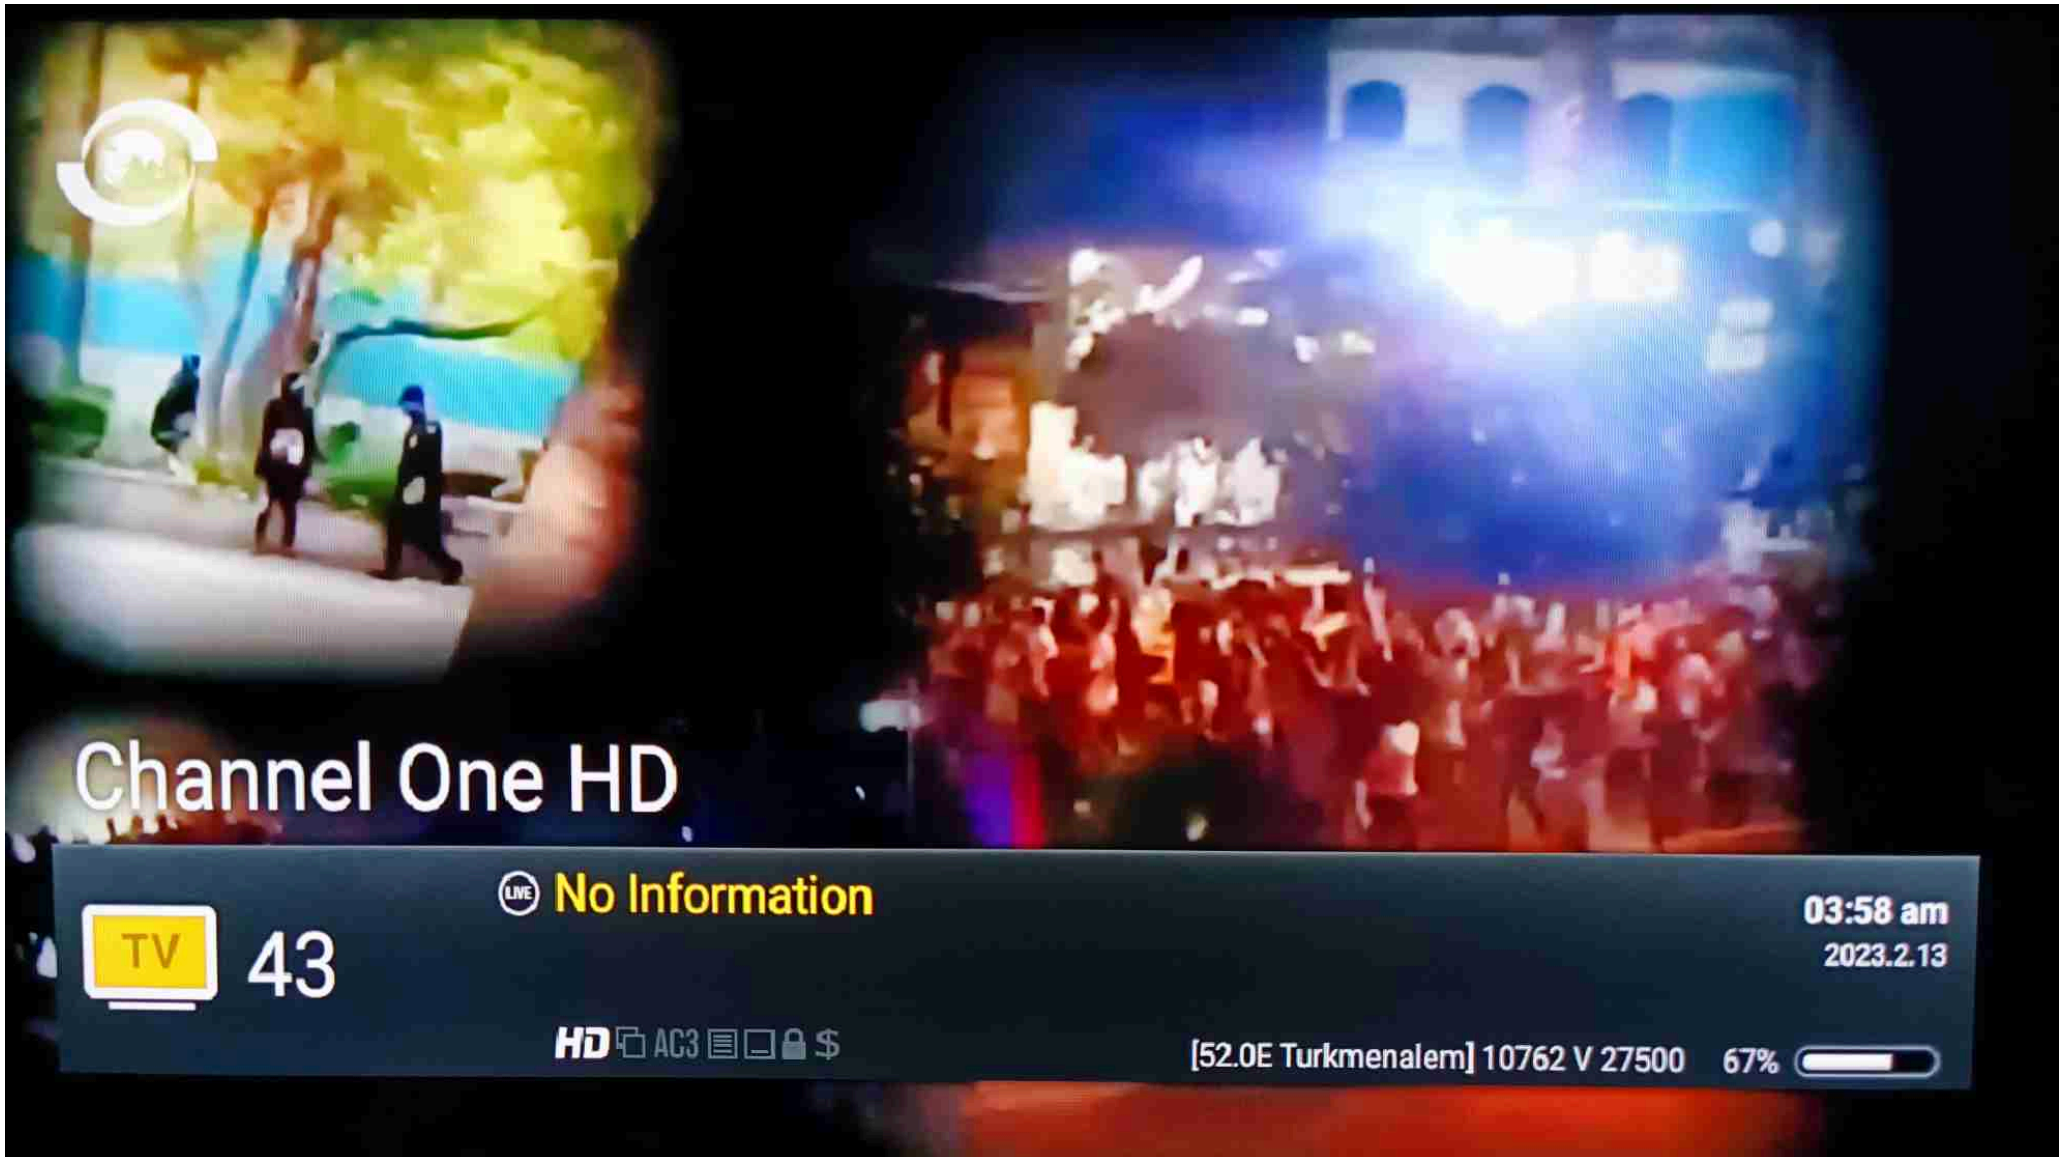 Channel One HD
LIVE No Information
TV 43
03:58 am
2023.2.13
HD AC3 $
[52.0E Turkmenalem] 10762 V 27500 67%